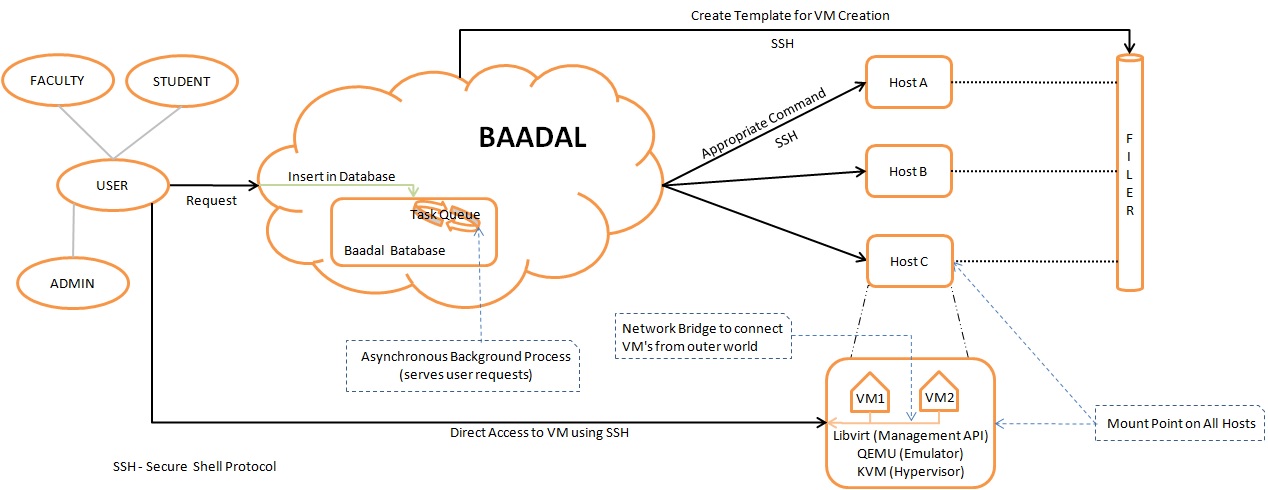 Create Template for VM Creation
SSH
FACULTY
STUDENT
Host A
BAADAL
Appropriate Command
SSH
F
I
L
E
R
USER
Request
Insert in Database
Task Queue
Baadal Batabase
Host B
Host C
ADMIN
Network Bridge to connect
VM's from outer world
Asynchronous Background Process
(serves user requests)
VM1
VM2
Libvirt (Management API)
QEMU (Emulator)
KVM (Hypervisor)
Mount Point on All Hosts
Direct Access to VM using SSH
SSH - Secure Shell Protocol